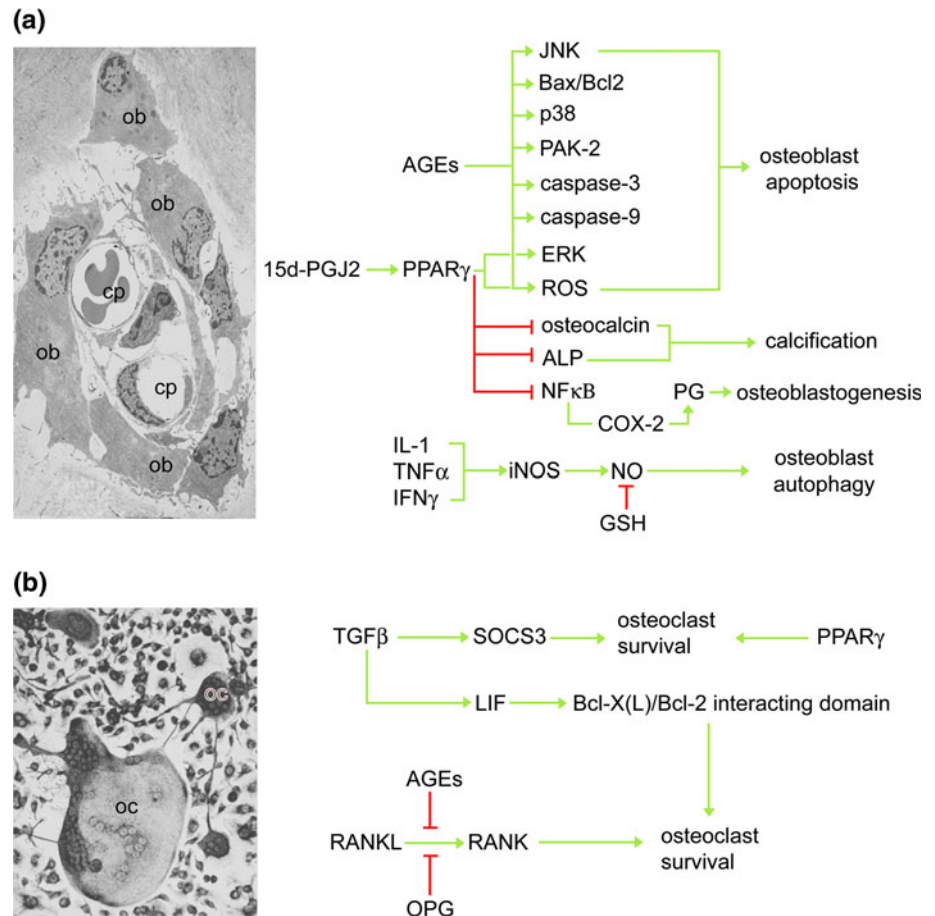 (a)
ob
ob
cp
ob
cp
ob
JNK
Bax/Bcl2
p38
PAK-2
AGEs
caspase-3
caspase-9
ERK
15d-PGJ2
PPARγ
ROS
osteoblast
apoptosis
osteocalcin
ALP
calcification
NFκB
COX-2
PG
osteoblastogenesis
IL-1
TNFα
IFNγ
iNOS
NO
GSH
osteoblast
autophagy
(b)
oc
oc
TGFβ
SOCS3
osteoclast
survival
PPARγ
LIF
Bcl-X(L)/Bcl-2 interacting domain
AGEs
RANKL
RANK
OPG
osteoclast
survival